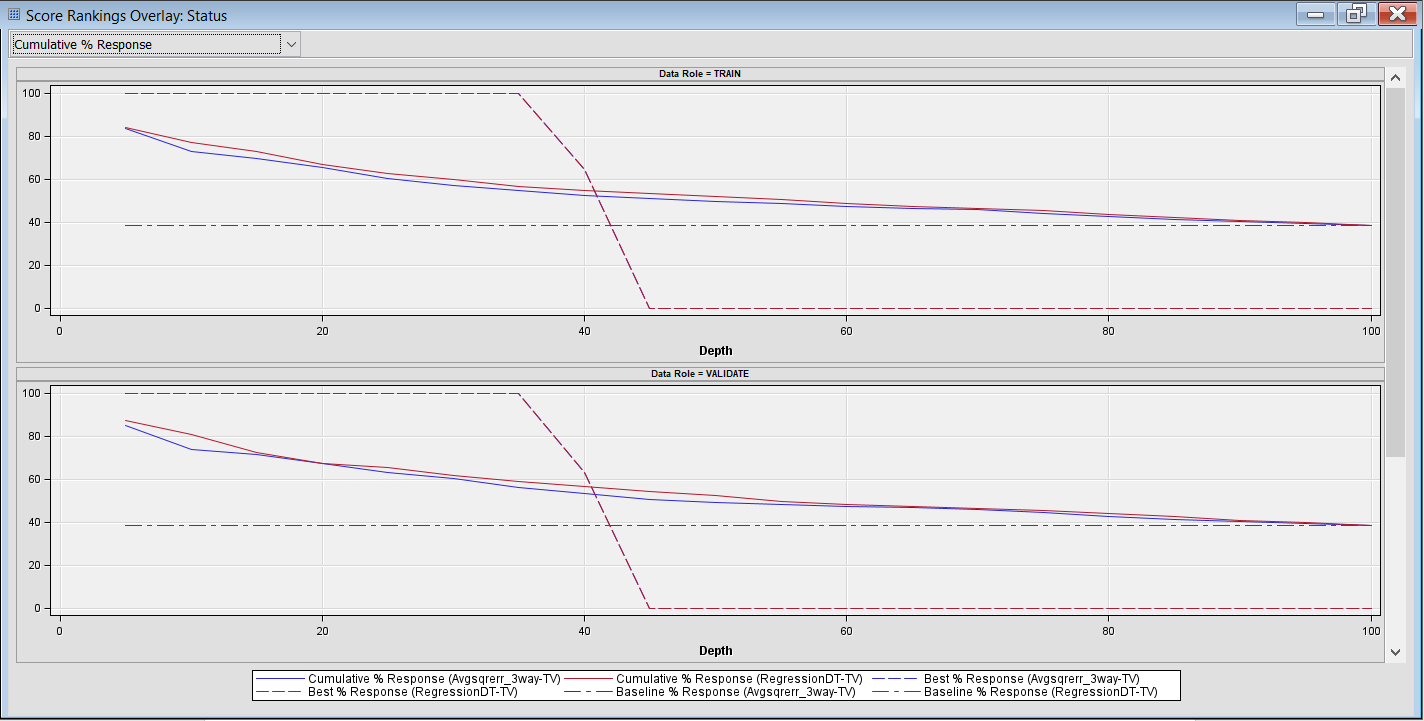 Score Rankings Overlay: Status
Cumulative % Response
Data Role = TRAIN
100
80
60
40
20
0
0 20 40 60 80 100
Depth
Data Role = VALIDATE
100
80
60
40
20
0
0 20 40 60 80 100
Depth
Cumulative % Response (Avgsqrerr_3way-TV) Cumulative % Response (RegressionDT-TV) Best % Response (Avgsqrerr_3way-TV)
Best % Response (RegressionDT-TV) Baseline % Response (Avgsqrerr_3way-TV) Baseline % Response (RegressionDT-TV)